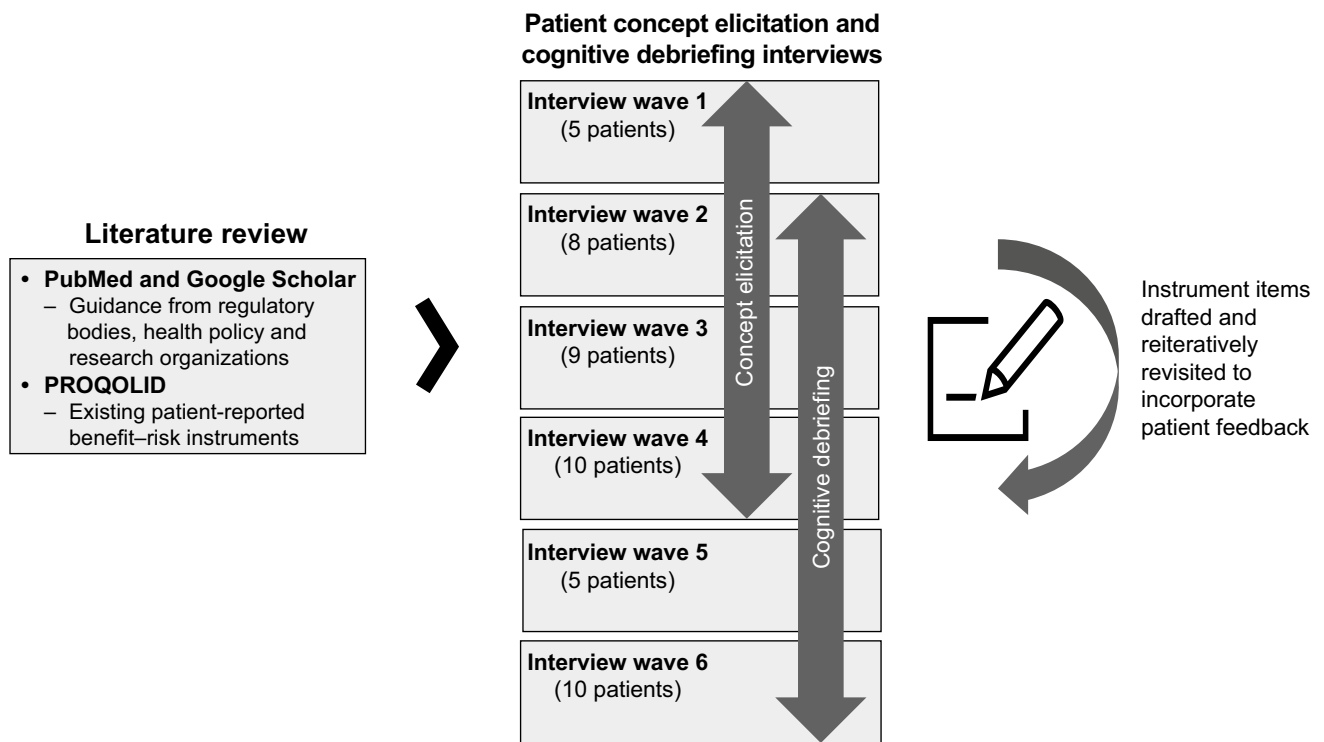 Literature review
• PubMed and Google Scholar
– Guidance from regulatory
bodies, health policy and
research organizations
• PROQOLID
– Existing patient-reported
benefit–risk instruments
Patient concept elicitation and
cognitive debriefing interviews
Interview wave 1
(5 patients)
Interview wave 2
(8 patients)
Interview wave 3
(9 patients)
Interview wave 4
(10 patients)
Interview wave 5
(5 patients)
Interview wave 6
(10 patients)
Concept elicitation
Cognitive debriefing
Instrument items
drafted and
reiteratively
revisited to
incorporate
patient feedback